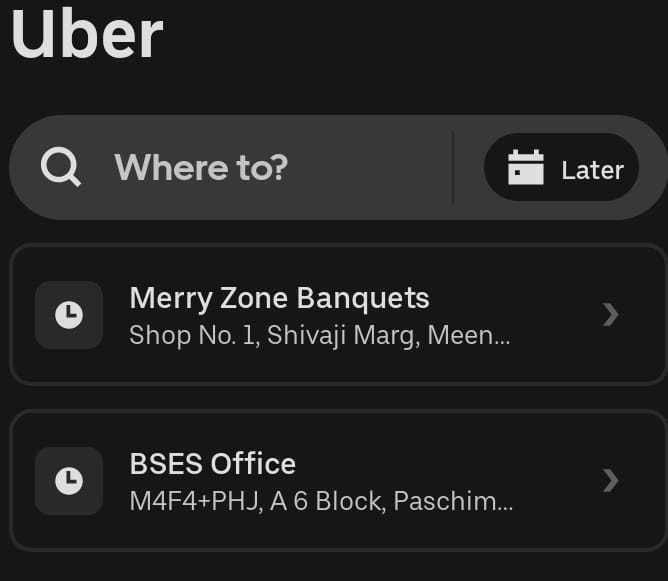 Uber
Where to?
Later
Merry Zone Banquets
Shop No. 1, Shivaji Marg, Meen...
BSES Office
M4F4+PHJ, A 6 Block, Paschim...